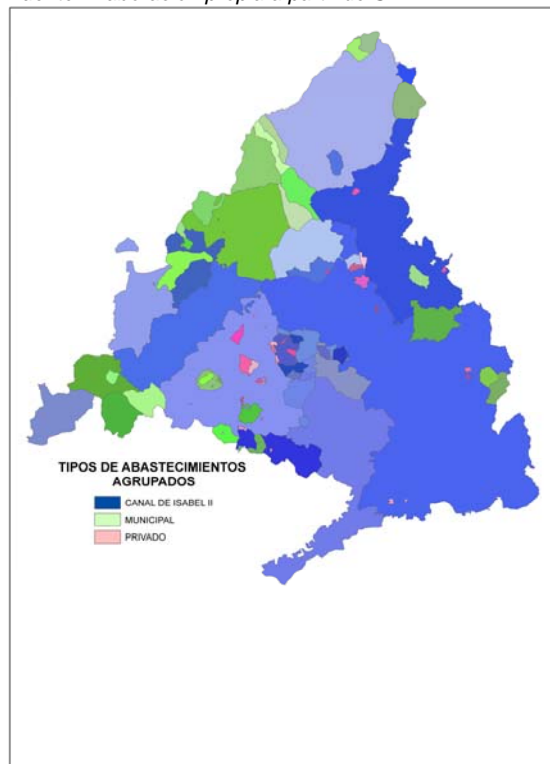 TIPOS DE ABASTECIMIENTOS
AGRUPADOS
CANAL DE ISABEL II
MUNICIPAL
PRIVADO